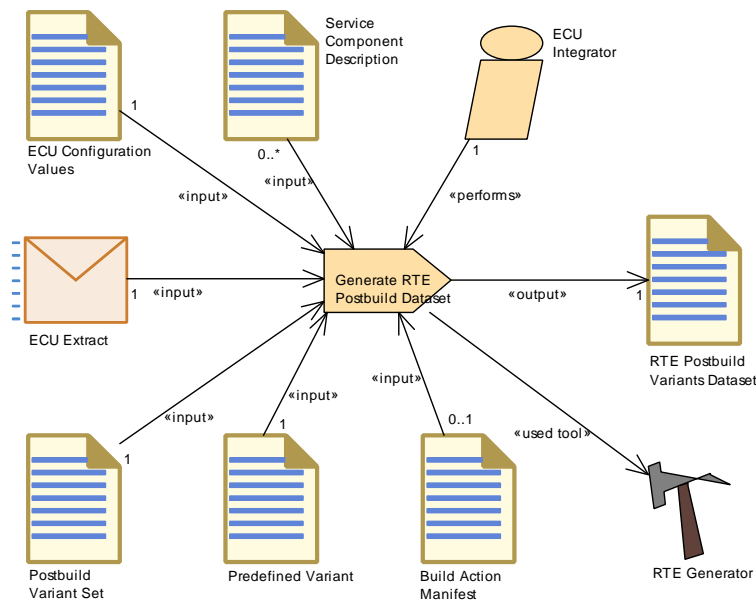 Service
Component
Description
ECU
Integrator
1
ECU Configuration
Values
0..*
1
«input»
«input»
«performs»
Generate RTE
Postbuild Dataset
1
«input»
«output»
1
ECU Extract
RTE Postbuild
Variants Dataset
«input»
«input»
«used tool»
1
1
0..1
Postbuild
Variant Set
Predefined Variant
Build Action
Manifest
RTE Generator